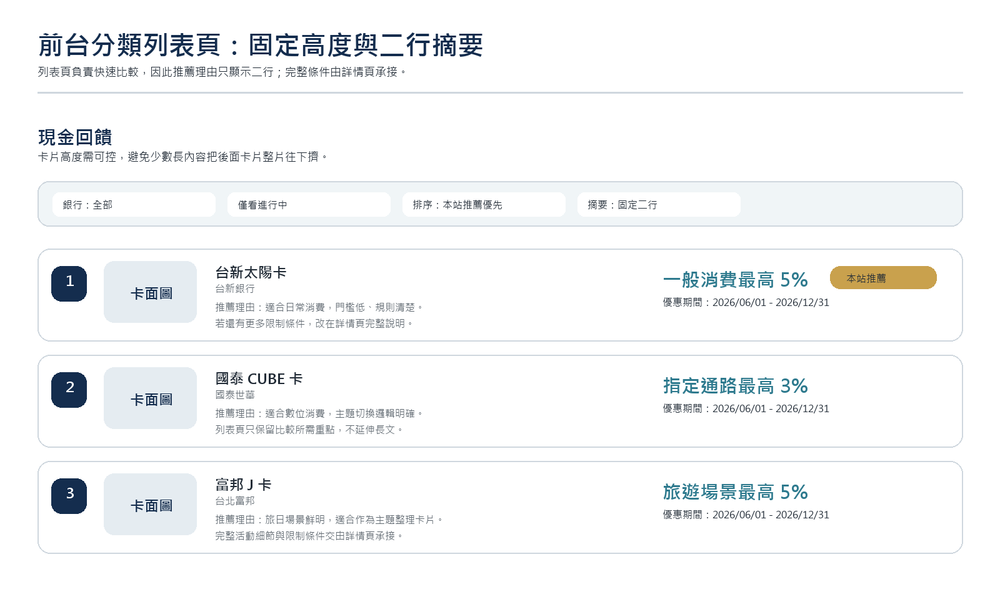 前台分類列表頁：固定高度與二行摘要
列表頁負責快速比較，因此推薦理由只顯示二行；完整條件由詳情頁承接。
現金回饋
卡片高度需可控，避免少數長內容把後面卡片整片往下擠。
銀行：全部
僅看進行中
排序：本站推薦優先
摘要：固定二行
1
卡面圖
台新太陽卡
台新銀行
推薦理由：適合日常消費，門檻低、規則清楚。
若還有更多限制條件，改在詳情頁完整說明。
一般消費最高 5%
本站推薦
優惠期間：2026/06/01 - 2026/12/31
2
卡面圖
國泰 CUBE 卡
國泰世華
推薦理由：適合數位消費，主題切換邏輯明確。
列表頁只保留比較所需重點，不延伸長文。
指定通路最高 3%
優惠期間：2026/06/01 - 2026/12/31
3
卡面圖
富邦 J 卡
台北富邦
推薦理由：旅日場景鮮明，適合作為主題整理卡片。
完整活動細節與限制條件交由詳情頁承接。
旅遊場景最高 5%
優惠期間：2026/06/01 - 2026/12/31